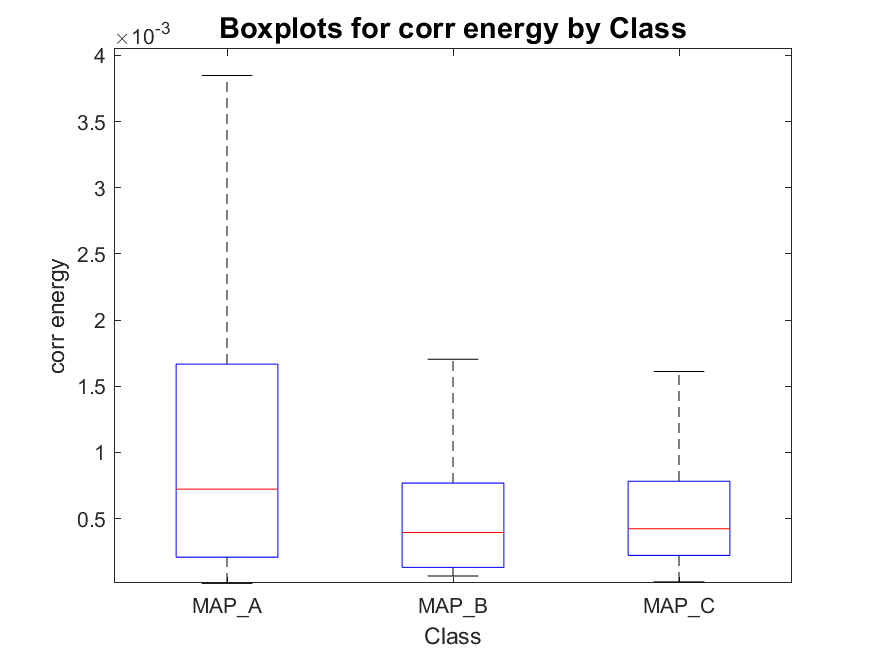 Boxplots for corr energy by Class
×10-3
4
3.5
3
2.5
2
1.5
1
0.5
corr energy
MAP_A MAP_B MAP_C
Class